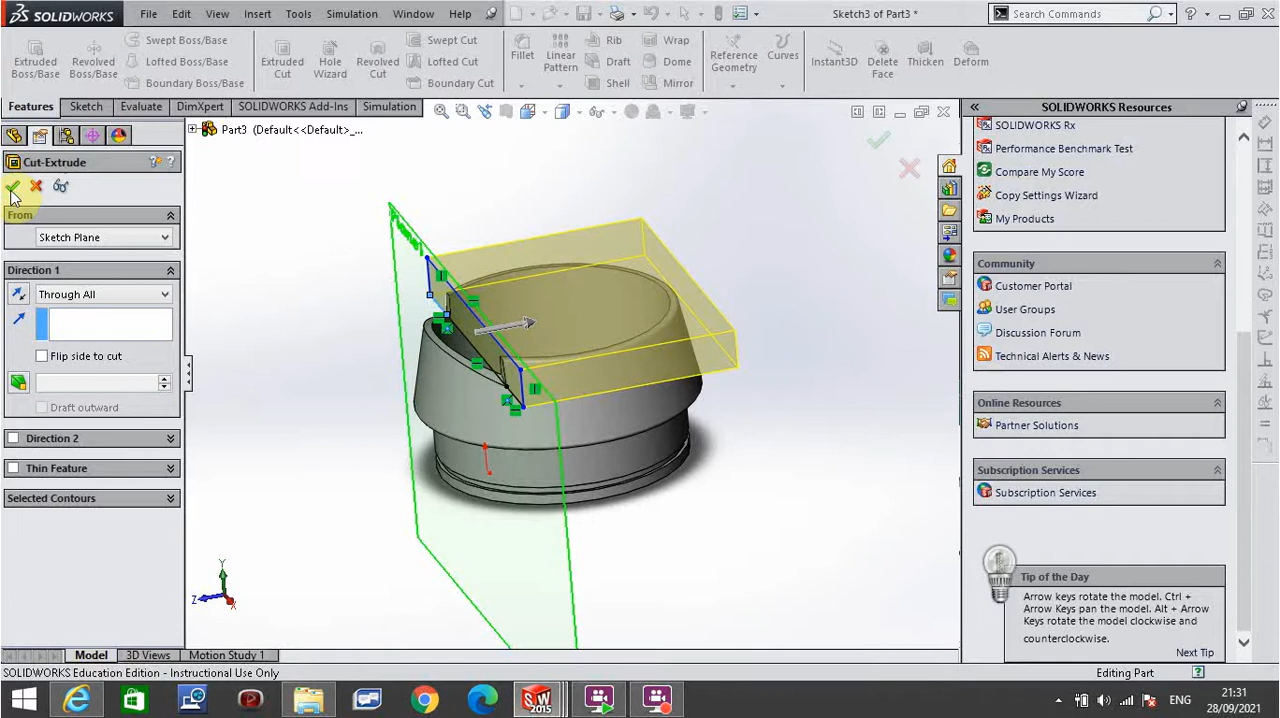 SOLIDWORKS
File Edit View Insert Tools Simulation Window Help
Sketch3 of Part3 *
Search Commands
Extruded Boss/Base
Revolved Boss/Base
Swept Boss/Base
Lofted Boss/Base
Boundary Boss/Base
Extruded Cut
Hole Wizard
Revolved Cut
Swept Cut
Lofted Cut
Boundary Cut
Fillet
Linear Pattern
Rib
Draft
Shell
Wrap
Dome
Mirror
Reference Geometry
Curves
Instant3D
Delete Face
Thicken
Deform
Features Sketch Evaluate DimXpert SOLIDWORKS Add-Ins Simulation
Cut-Extrude
From
Sketch Plane
Direction 1
Through All
Flip side to cut
Draft outward
Direction 2
Thin Feature
Selected Contours
Part3 (Default<<Default>_...
Y
Z
X
SOLIDWORKS Resources
SOLIDWORKS Rx
Performance Benchmark Test
Compare My Score
Copy Settings Wizard
My Products
Community
Customer Portal
User Groups
Discussion Forum
Technical Alerts & News
Online Resources
Partner Solutions
Subscription Services
Subscription Services
Tip of the Day
Arrow keys rotate the model. Ctrl +
Arrow Keys pan the model. Alt + Arrow
Keys rotate the model clockwise and
counterclockwise.
Next Tip
Model 3D Views Motion Study 1
SOLIDWORKS Education Edition - Instructional Use Only
Editing Part
SW 2015
ENG
21:31
28/09/2021